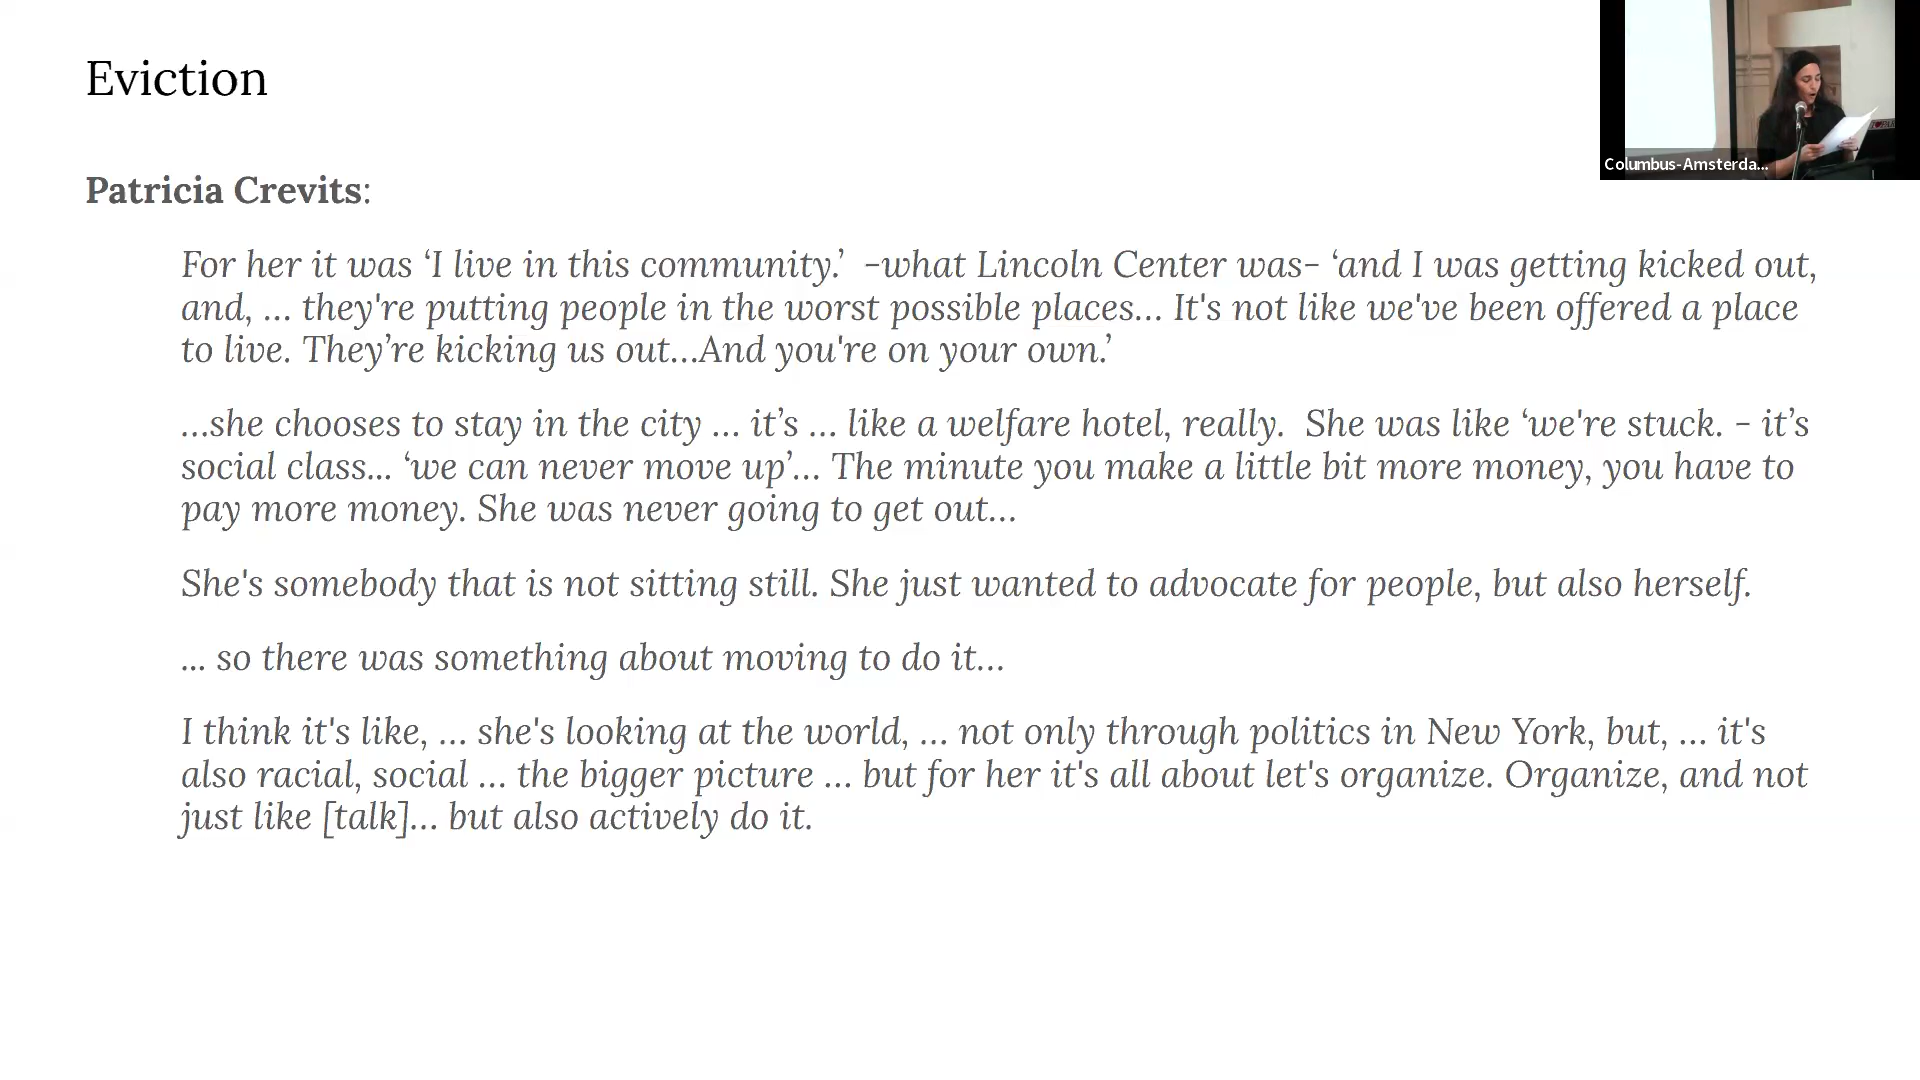 Eviction
Columbus-Amsterda...
Patricia Crevits:
For her it was ‘I live in this community.’  -what Lincoln Center was- ‘and I was getting kicked out,
and, … they're putting people in the worst possible places… It's not like we've been offered a place
to live. They’re kicking us out…And you're on your own.’
…she chooses to stay in the city … it’s … like a welfare hotel, really.  She was like ‘we're stuck. - it’s
social class... ‘we can never move up’… The minute you make a little bit more money, you have to
pay more money. She was never going to get out…
She's somebody that is not sitting still. She just wanted to advocate for people, but also herself.
... so there was something about moving to do it…
I think it's like, … she's looking at the world, … not only through politics in New York, but, … it's
also racial, social … the bigger picture … but for her it's all about let's organize. Organize, and not
just like [talk]… but also actively do it.